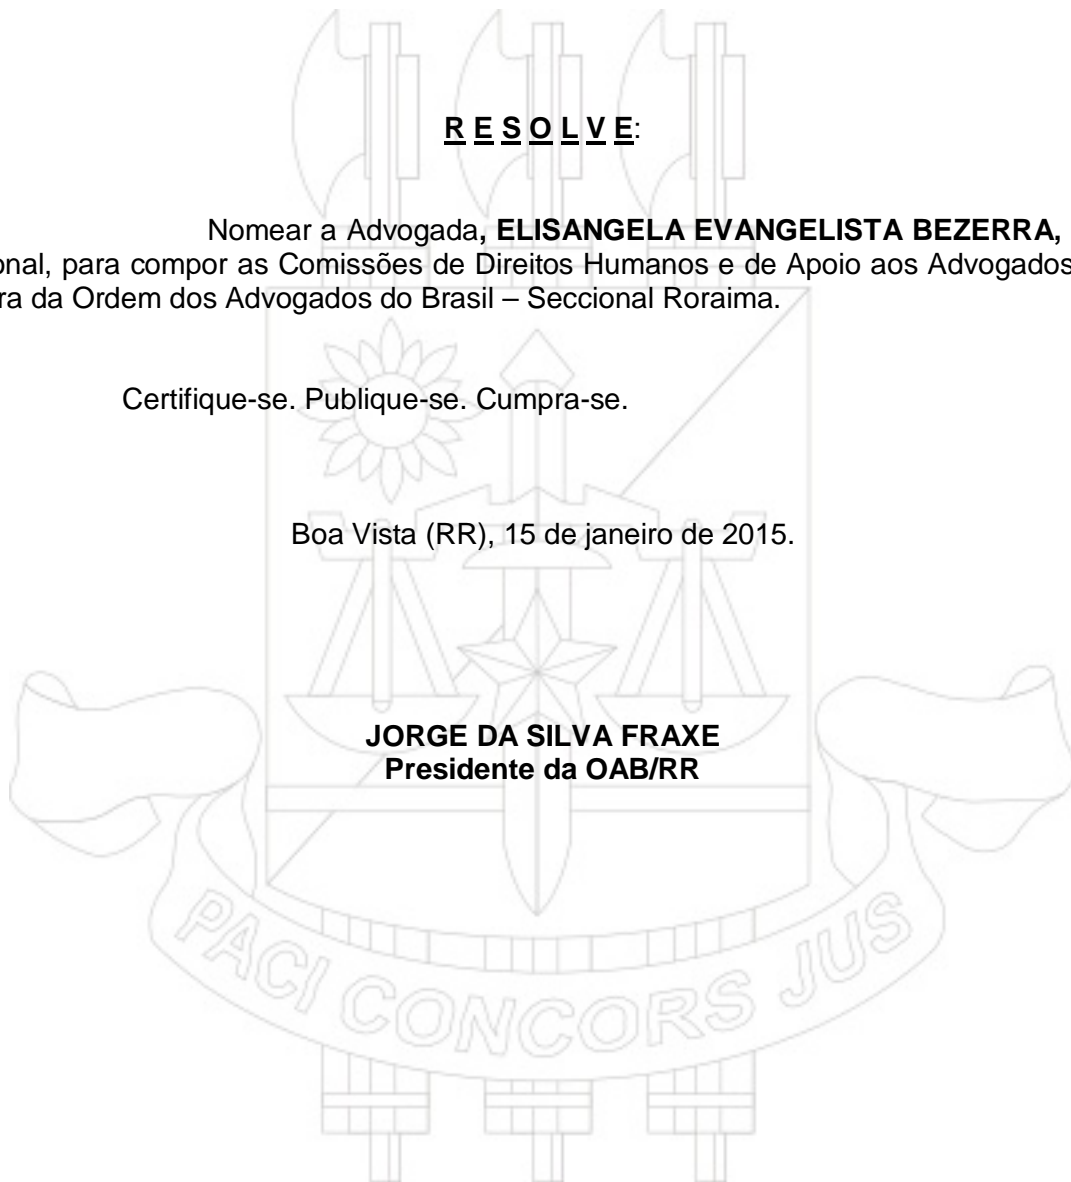 R E S O L V E:
Nomear a Advogada, ELISANGELA EVANGELISTA BEZERRA,
onal, para compor as Comissões de Direitos Humanos e de Apoio aos Advogados
ra da Ordem dos Advogados do Brasil – Seccional Roraima.
Certifique-se. Publique-se. Cumpra-se.
Boa Vista (RR), 15 de janeiro de 2015.
JORGE DA SILVA FRAXE
Presidente da OAB/RR
PACI CONCORS JUS